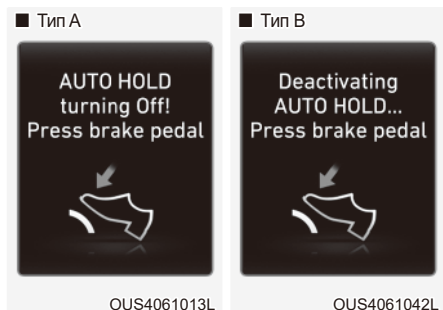 ■ Тип A
AUTO HOLD
turning Off!
Press brake pedal
OUS4061013L
■ Тип B
Deactivating
AUTO HOLD...
Press brake pedal
OUS4061042L